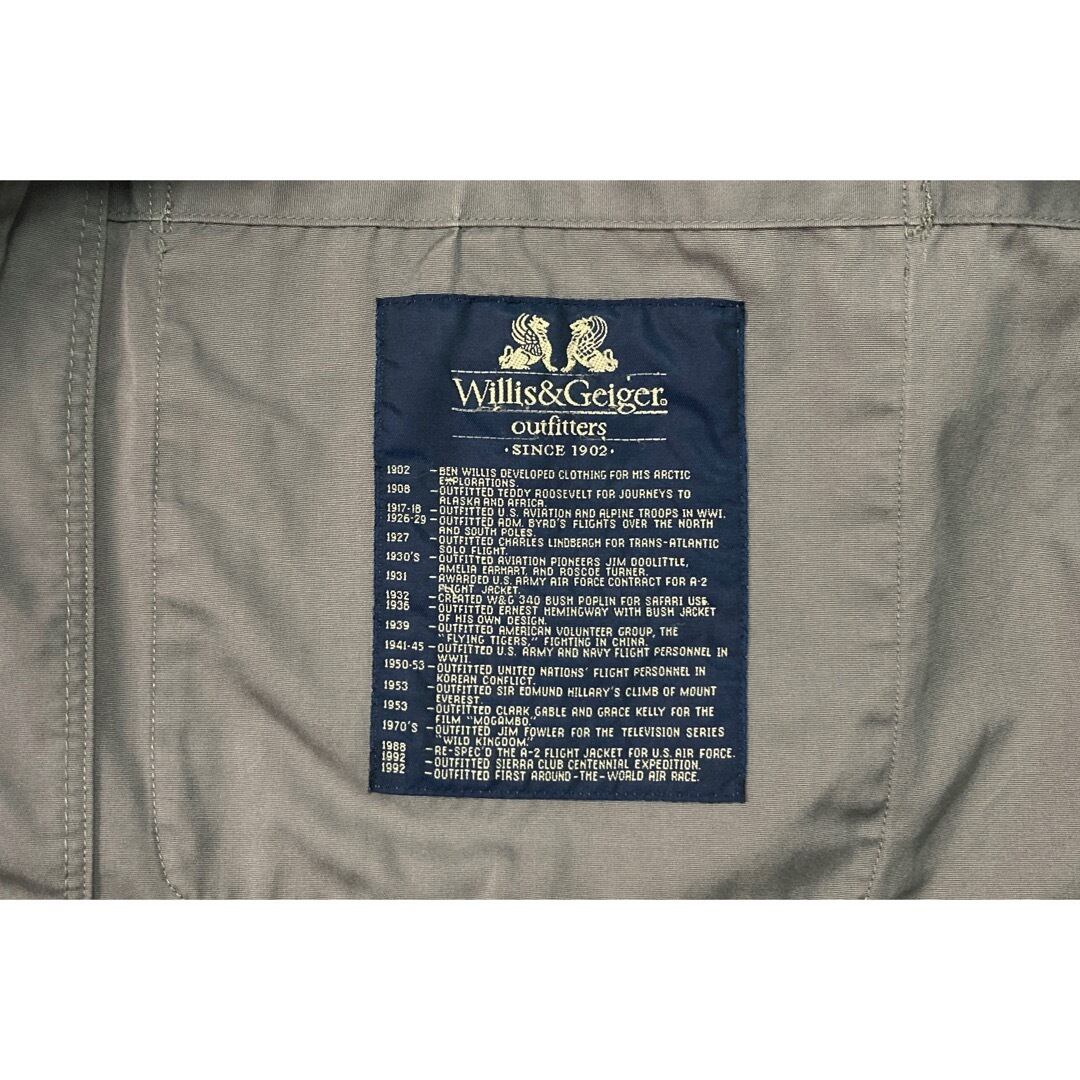 Willis&Geiger®
outfitters
·SINCE 1902·
1902 –BEN WILLIS DEVELOPED CLOTHING FOR HIS ARCTIC
EXPLORATIONS.
1908 –OUTFITTED TEDDY ROOSEVELT FOR JOURNEYS TO
ALASKA AND AFRICA.
1917-18 –OUTFITTED U.S. AVIATION AND ALPINE TROOPS IN WWI.
1926-29 –OUTFITTED ADM. BYRD'S FLIGHTS OVER THE NORTH
AND SOUTH POLES.
1927 –OUTFITTED CHARLES LINDBERGH FOR TRANS-ATLANTIC
SOLO FLIGHT.
1930'S –OUTFITTED AVIATION PIONEERS JIM DOOLITTLE,
AMELIA EARHART, AND ROSCOE TURNER.
1931 –AWARDED U.S. ARMY AIR FORCE CONTRACT FOR A-2
FLIGHT JACKET.
1932 –CREATED W&G 340 BUSH POPLIN FOR SAFARI USE.
1936 –OUTFITTED ERNEST HEMINGWAY WITH BUSH JACKET
OF HIS OWN DESIGN.
1939 –OUTFITTED AMERICAN VOLUNTEER GROUP, THE
"FLYING TIGERS," FIGHTING IN CHINA.
1941-45 –OUTFITTED U.S. ARMY AND NAVY FLIGHT PERSONNEL IN
WWII.
1950-53 –OUTFITTED UNITED NATIONS' FLIGHT PERSONNEL IN
KOREAN CONFLICT.
1953 –OUTFITTED SIR EDMUND HILLARY'S CLIMB OF MOUNT
EVEREST.
1953 –OUTFITTED CLARK GABLE AND GRACE KELLY FOR THE
FILM "MOGAMBO."
1970'S –OUTFITTED JIM FOWLER FOR THE TELEVISION SERIES
"WILD KINGDOM."
1988 –RE-SPEC'D THE A-2 FLIGHT JACKET FOR U.S. AIR FORCE.
1992 –OUTFITTED SIERRA CLUB CENTENNIAL EXPEDITION.
1992 –OUTFITTED FIRST AROUND-THE-WORLD AIR RACE.